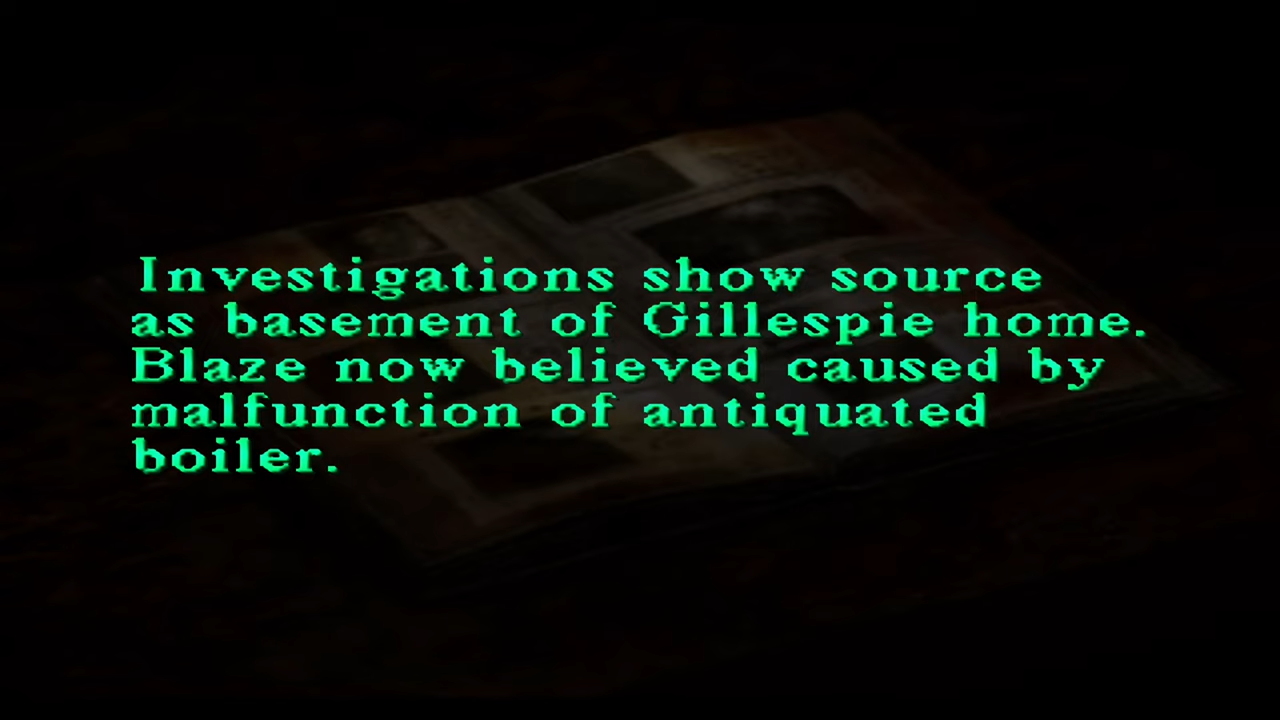 Investigations show source
as basement of Gillespie home.
Blaze now believed caused by
malfunction of antiquated
boiler.